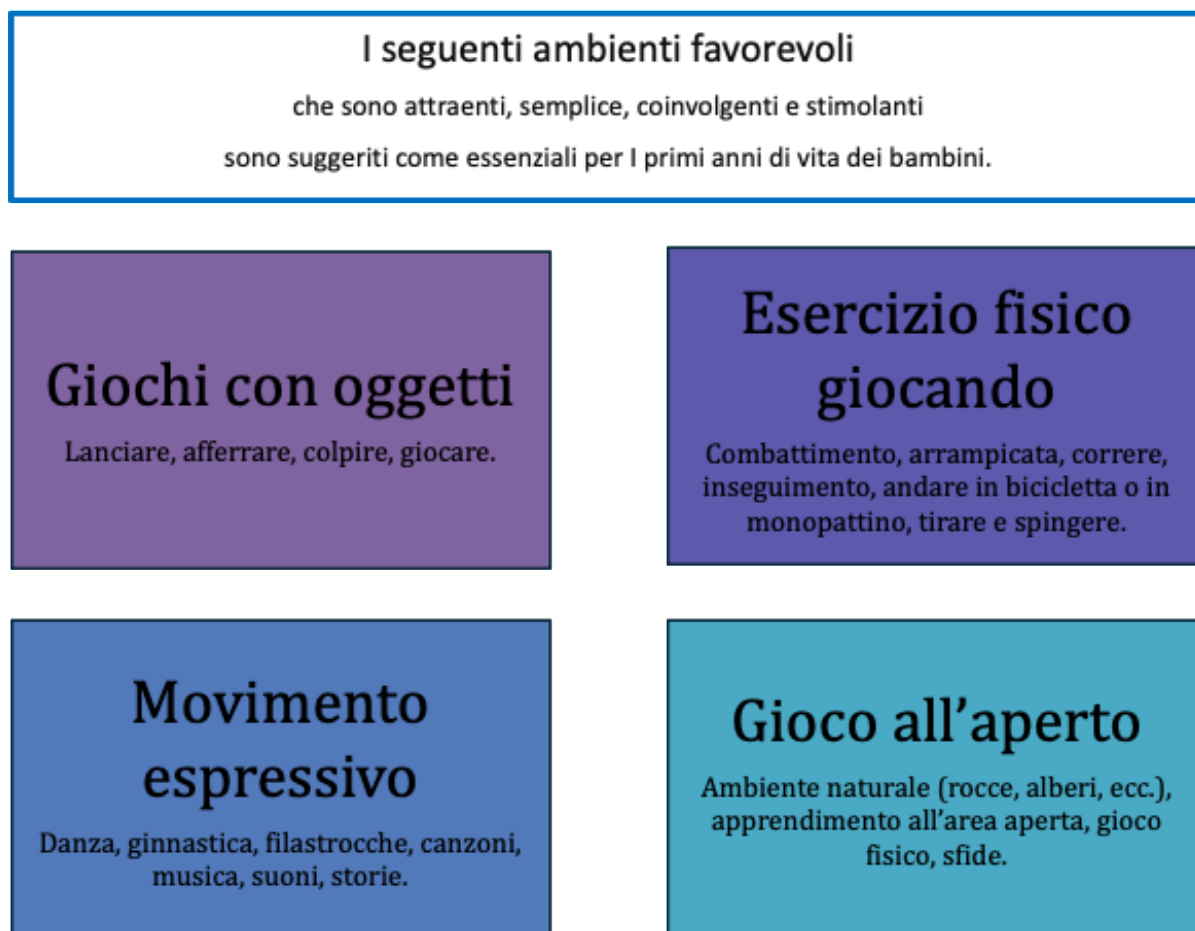 I seguenti ambienti favorevoli
che sono attraenti, semplice, coinvolgenti e stimolanti
sono suggeriti come essenziali per I primi anni di vita dei bambini.
Giochi con oggetti
Lanciare, afferrare, colpire, giocare.
Esercizio fisico
giocando
Combattimento, arrampicata, correre,
inseguimento, andare in bicicletta o in
monopattino, tirare e spingere.
Movimento
espressivo
Danza, ginnastica, filastrocche, canzoni,
musica, suoni, storie.
Gioco all’aperto
Ambiente naturale (rocce, alberi, ecc.),
apprendimento all’area aperta, gioco
fisico, sfide.